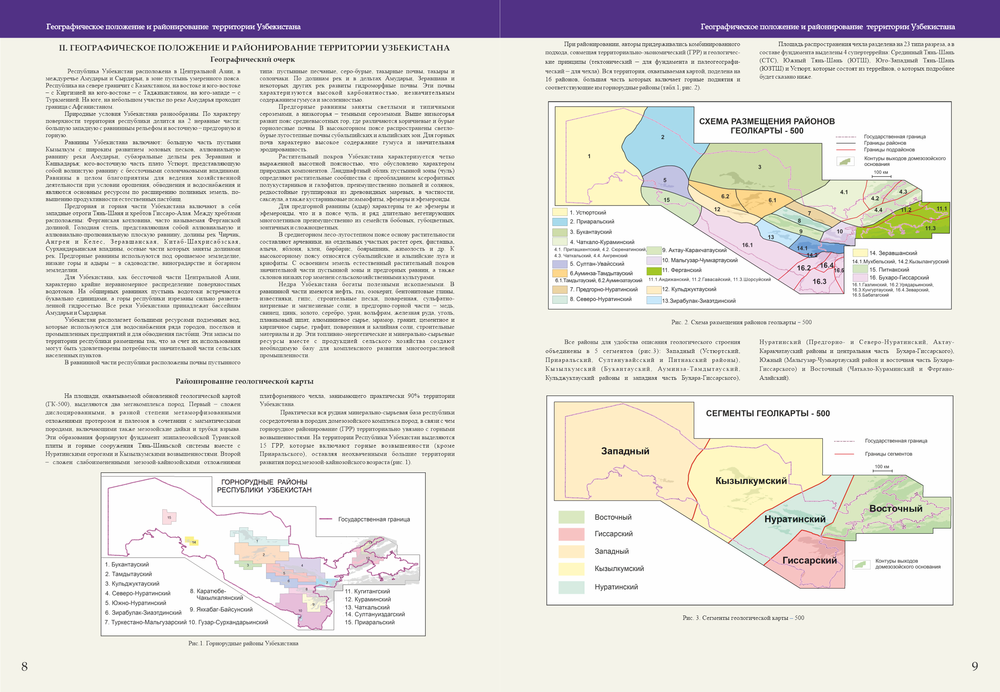 Географическое положение и районирование территории Узбекистана
II. ГЕОГРАФИЧЕСКОЕ ПОЛОЖЕНИЕ И РАЙОНИРОВАНИЕ ТЕРРИТОРИИ УЗБЕКИСТАНА
Географический очерк
Республика Узбекистан расположена в Центральной Азии, в
междуречье Амударьи и Сырдарьи, в зоне пустынь умеренного пояса.
Республика на севере граничит с Казахстаном, на востоке и юго-востоке
– с Киргизией на юго-востоке – с Таджикистаном, на юго-западе – с
Туркменией. На юге, на небольшом участке по реке Амударья проходит
граница с Афганистаном.
Природные условия Узбекистана разнообразны. По характеру
поверхности территория республики делится на 2 неравные части:
большую западную с равнинным рельефом и восточную – предгорную и
горную.
Равнины Узбекистана включают: большую часть пустыни
Кызылкум с широким развитием эоловых песков, аллювиальную
равнину реки Амударьи, субаэральные дельты рек Зеравшан и
Кашкадарья; юго-восточную часть плато Устюрт, представляющую
собой волнистую равнину с бессточными солончаковыми впадинами.
Равнины в целом благоприятны для ведения хозяйственной
деятельности при условии орошения, обводнения и водоснабжения и
являются основным ресурсом по расширению поливных земель, по-
вышению продуктивности естественных пастбищ.
Предгорная и горная части Узбекистана включают в себя
западные отроги Тянь-Шаня и хребтов Гиссаро-Алая. Между хребтами
расположены: Ферганская котловина, часто называемая Ферганской
долиной, Голодная степь, представляющая собой аллювиальную и
аллювиально-пролювиальную плоскую равнину, долины рек Чирчик,
Ангрен и Келес, Зеравшанская, Китаб-Шахрисабзская,
Сурхандарьинская впадины, осевые части которых заняты долинами
рек. Предгорные равнины используются под орошаемое земледелие,
низкие горы и адыры – в садоводстве, виноградарстве и богарном
земледелии.
Для Узбекистана, как бессточной части Центральной Азии,
характерно крайне неравномерное распределение поверхностных
водотоков. На обширных равнинах пустынь водотоки встречаются
буквально единицами, а горы республики изрезаны сильно разветв-
ленной гидросетью. Все реки Узбекистана принадлежат бассейнам
Амударьи и Сырдарьи.
Узбекистан располагает большими ресурсами подземных вод,
которые используются для водоснабжения ряда городов, поселков и
промышленных предприятий и для обводнения пастбищ. Эти запасы по
территории республики размещены так, что за счет их использования
могут быть удовлетворены потребности значительной части сельских
населенных пунктов.
В равнинной части республики расположены почвы пустынного
типа: пустынные песчаные, серо-бурые, такырные почвы, такыры и
солончаки. По долинам рек и в дельтах Амударьи, Зеравшана и
некоторых других рек развиты гидроморфные почвы. Эти почвы
характеризуются высокой карбонатностью, незначительным
содержанием гумуса и засоленностью.
Предгорные равнины заняты светлыми и типичными
сероземами, а низкогорья – темными сероземами. Выше низкогорья
развит пояс средневысотных гор, где различаются коричневые и бурые
горнолесные почвы. В высокогорном поясе распространены светло-
бурые лугостепные почвы субальпийских и альпийских зон. Для горных
почв характерно высокое содержание гумуса и значительная
эродированность.
Растительный покров Узбекистана характеризуется четко
выраженной высотной поясностью, что обусловлено характером
природных компонентов. Ландшафтный облик пустынной зоны (чуль)
определяют растительные сообщества с преобладанием ксерофитных
полукустарников и галофитов, преимущественно полыней и солянок,
редкостойные группировки из древовидных маревых, в частности,
саксаула, а также кустарниковые псаммофиты, эфемеры и эфемероиды.
Для предгорной равнины (адыр) характерны те же эфемеры и
эфемероиды, что и в поясе чуль, и ряд длительно вегетирующих
многолетников преимущественно из семейств бобовых, губоцветных,
зонтичных и сложноцветных.
В среднегорном лесо-лугостепном поясе основу растительности
составляют арчевники, на отдельных участках растет орех, фисташка,
алыча, яблоня, клен, барбарис, боярышник, жимолость и др. К
высокогорному поясу относятся субальпийские и альпийские луга и
криофиты. С освоением земель естественный растительный покров
значительной части пустынной зоны и предгорных равнин, а также
склонов низких гор заменен сельскохозяйственными культурами.
Недра Узбекистана богаты полезными ископаемыми. В
равнинной части имеются нефть, газ, озокерит, бентонитовые глины,
известняки, гипс, строительные пески, поваренная, сульфатно-
натриевые и магнезиевые соли; в предгорно-горной части – медь,
свинец, цинк, золото, серебро, уран, вольфрам, железная руда, уголь,
плавиковый шпат, алюминиевое сырье, мрамор, гранит, цементное и
кирпичное сырье, графит, поваренная и калийная соли, строительные
материалы и др. Эти топливно-энергетические и минерально-сырьевые
ресурсы вместе с продукцией сельского хозяйства создают
необходимую базу для комплексного развития многоотраслевой
промышленности.
Районирование геологической карты
На площади, охватываемой обновленной геологической картой
(ГК-500), выделяются два мегакомплекса пород. Первый – сложен
дислоцированными, в разной степени метаморфизованными
отложениями протерозоя и палеозоя в сочетании с магматическими
породами, включающими также мезозойские дайки и трубки взрыва.
Эти образования формируют фундамент эпипалеозойской Туранской
плиты и горные сооружения Тянь-Шаньской системы вместе с
Нуратинскими отрогами и Кызылкумскими возвышенностями. Второй
– сложен слабоизмененными мезозой-кайнозойскими отложениями
платформенного чехла, занимающего практически 90% территории
Узбекистана.
Практически вся рудная минерально-сырьевая база республики
сосредоточена в породах домезозойского комплекса пород, в связи с чем
горнорудное районирование (ГРР) территориально увязано с горными
возвышенностями. На территории Республики Узбекистан выделяются
15 ГРР, которые включают горные возвышенности (кроме
Приаральского), оставляя неохваченными большие территории
развития пород мезозой-кайнозойского возраста (рис. 1).
ГОРНОРУДНЫЕ РАЙОНЫ
РЕСПУБЛИКИ УЗБЕКИСТАН
Государственная граница
15
14
1
2
3
4
5
6
7
8
9
10
11
12
13
1. Букантауский
2. Тамдытауский
3. Кульджуктауский
4. Северо-Нуратинский
5. Южно-Нуратинский
6. Зирабулак-Зиаэтдинский
7. Туркестано-Мальгузарский
8. Каратюбе-
Чакылкалянский
9. Яккабаг-Байсунский
10. Гузар-Сурхандарьинский
11. Кугитангский
12. Кураминский
13. Чаткальский
14. Султануиздагский
15. Приаральский
Рис.1. Горнорудные районы Узбекистана
8
Географическое положение и районирование территории Узбекистана
При районировании, авторы придерживались комбинированного
подхода, совмещая территориально-экономический (ГРР) и геологичес-
кие принципы (тектонический – для фундамента и палеогеографи-
ческий – для чехла). Вся территория, охватываемая картой, поделена на
16 районов, большая часть которых включает горные поднятия и
соответствующие им горнорудные районы (табл.1, рис. 2).
Площадь распространения чехла разделена на 23 типа разреза, а в
составе фундамента выделены 4 супертеррейна: Срединный Тянь-Шань
(СТС), Южный Тянь-Шань (ЮТШ), Юго-Западный Тянь-Шань
(ЮЗТШ) и Устюрт, которые состоят из террейнов, о которых подробнее
будет сказано ниже.
СХЕМА РАЗМЕЩЕНИЯ РАЙОНОВ
ГЕОЛКАРТЫ - 500
Государственная граница
Границы районов
Границы подрайонов
Контуры выходов домезозойского
основания
100 км
1
2
3
4.1
4.2
4.3
4.4
5
6.2
6.1
7
8
9
10
11.1
11.2
11.3
12
13
14.1
14.2
15
16.1
16.2
16.3
16.4
16.5
1. Устюртский
2. Приаральский
3. Букантауский
4. Чаткало-Кураминский
4.1. Приташкентский, 4.2. Сюренатинский,
4.3. Чаткальский, 4.4. Ангренский
5. Султан-Увайсский
6.Ауминза-Тамдытауский
6.1.Тамдытауский, 6.2.Ауминзатауский
7. Предгорно-Нуратинский
8. Северо-Нуратинский
9. Актау-Каракчатауский
10. Мальгузар-Чумкартауский
11. Ферганский
11.1.Андижанский, 11.2.Гавасайский, 11.3.Шорсуйский
12. Кульджуктауский
13.Зирабулак-Зиаэтдинский
14. Зеравшанский
14.1.Мухбельский, 14.2.Кызылангурский
15. Питнакский
16. Бухаро-Гиссарский
16.1.Газлинский, 16.2.Урядарьинский,
16.3.Кунгуртауский, 16.4.Зеварский,
16.5.Бабатагский
Рис. 2. Схема размещения районов геолкарты – 500
Все районы для удобства описания геологического строения
объединены в 5 сегментов (рис.3): Западный (Устюртский,
Приаральский, Султанувайсский и Питнакский районы),
Кызылкумский (Букантауский, Ауминза-Тамдытауский,
Кульджуктауский районы и западная часть Бухара-Гиссарского),
Нуратинский (Предгорно- и Северо-Нуратинский, Актау-
Каракчатауский районы и центральная часть Бухара-Гиссарского),
Южный (Мальгузар-Чумкартауский район и восточная часть Бухара-
Гиссарского) и Восточный (Чаткало-Кураминский и Фергано-
Алайский).
СЕГМЕНТЫ ГЕОЛКАРТЫ - 500
Государственная граница
Границы сегментов
100 км
Западный
Кызылкумский
Нуратинский
Восточный
Гиссарский
Восточный
Гиссарский
Западный
Кызылкумский
Нуратинский
Контуры выходов
домезозойского основания
Рис. 3. Сегменты геологической карты – 500
9